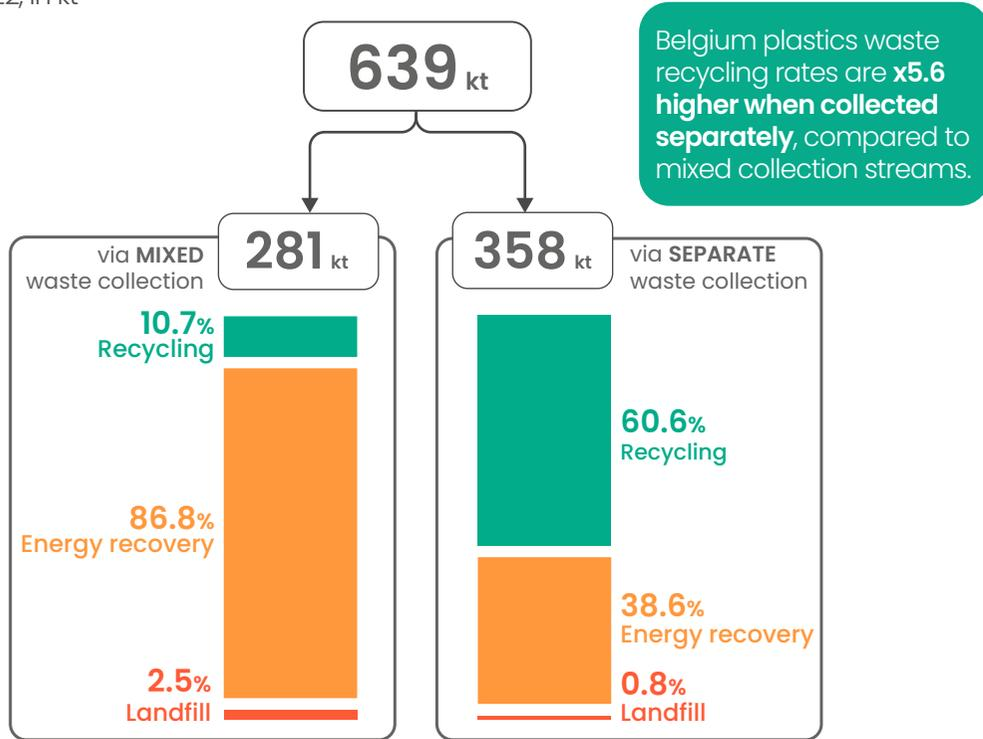 639 kt
Belgium plastics waste
recycling rates are x5.6
higher when collected
separately, compared to
mixed collection streams.
via MIXED
waste collection
281 kt
10.7%
Recycling
86.8%
Energy recovery
2.5%
Landfill
358 kt
via SEPARATE
waste collection
60.6%
Recycling
38.6%
Energy recovery
0.8%
Landfill